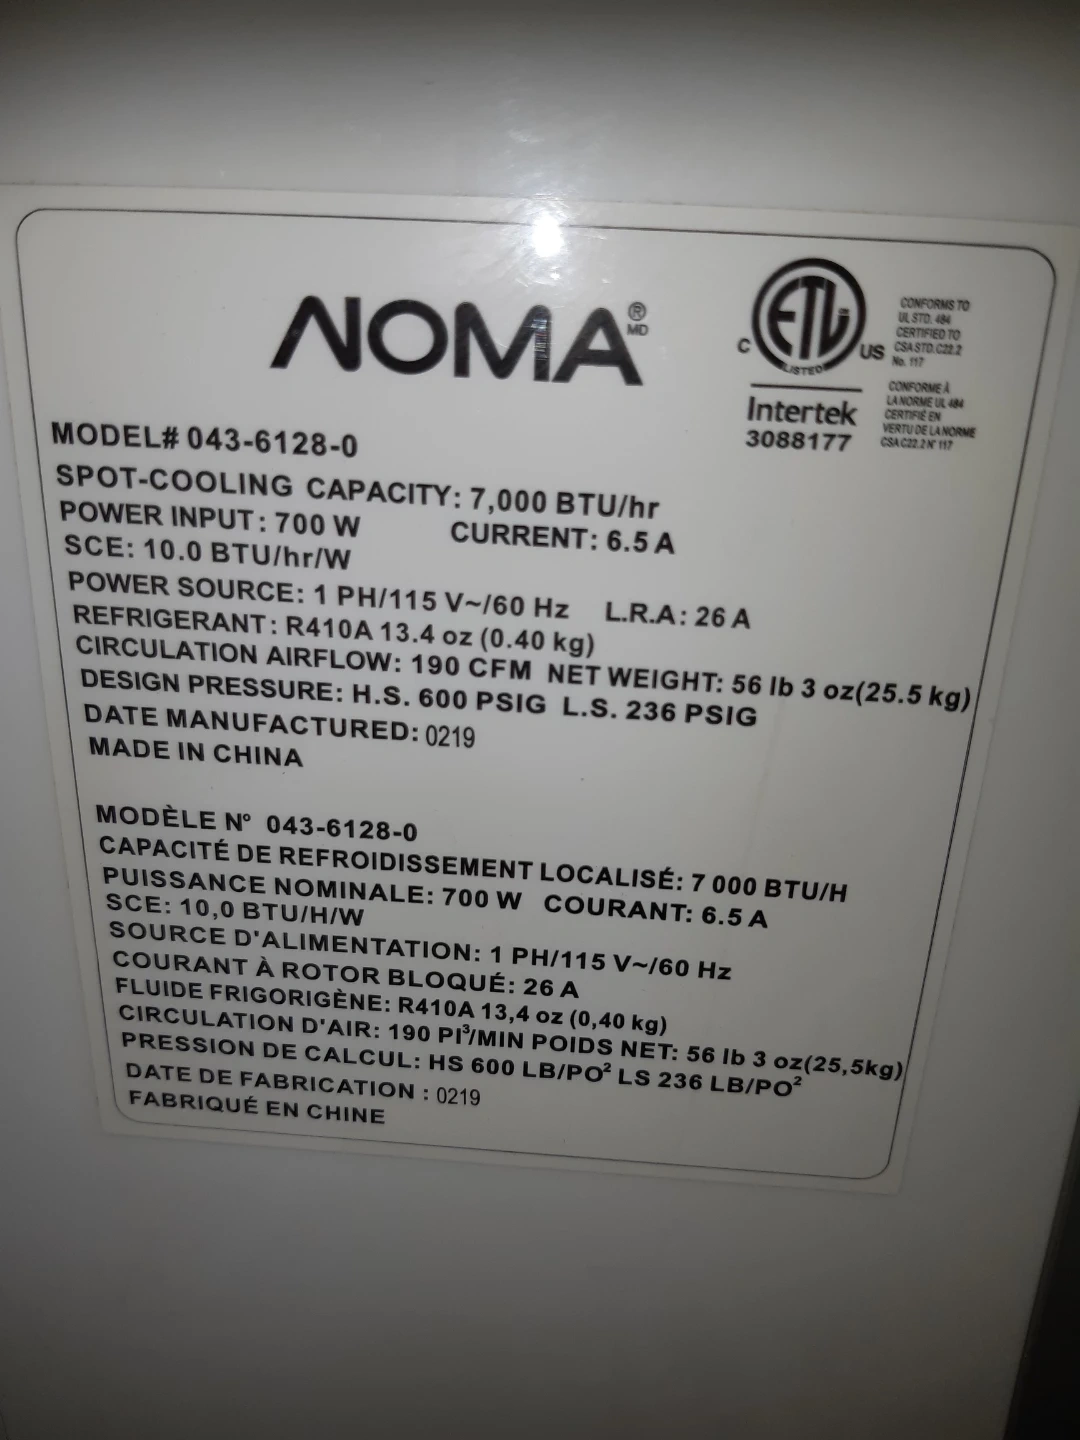 NOMA®
MD
C ETL US
LISTED
Intertek
3088177
CONFORMS TO
UL STD. 484
CERTIFIED TO
CSA STD. C22.2
No. 117
CONFORME À
LA NORME UL 484
CERTIFIÉ EN
VERTU DE LA NORME
CSA C22.2 N° 117
MODEL# 043-6128-0
SPOT-COOLING CAPACITY: 7,000 BTU/hr
POWER INPUT: 700 W CURRENT: 6.5 A
SCE: 10.0 BTU/hr/W
POWER SOURCE: 1 PH/115 V~/60 Hz L.R.A: 26 A
REFRIGERANT: R410A 13.4 oz (0.40 kg)
CIRCULATION AIRFLOW: 190 CFM NET WEIGHT: 56 lb 3 oz(25.5 kg)
DESIGN PRESSURE: H.S. 600 PSIG L.S. 236 PSIG
DATE MANUFACTURED: 0219
MADE IN CHINA
MODÈLE N° 043-6128-0
CAPACITÉ DE REFROIDISSEMENT LOCALISÉ: 7 000 BTU/H
PUISSANCE NOMINALE: 700 W COURANT: 6.5 A
SCE: 10,0 BTU/H/W
SOURCE D'ALIMENTATION: 1 PH/115 V~/60 Hz
COURANT À ROTOR BLOQUÉ: 26 A
FLUIDE FRIGORIGÈNE: R410A 13,4 oz (0,40 kg)
CIRCULATION D'AIR: 190 PI³/MIN POIDS NET: 56 lb 3 oz(25,5kg)
PRESSION DE CALCUL: HS 600 LB/PO² LS 236 LB/PO²
DATE DE FABRICATION : 0219
FABRIQUÉ EN CHINE